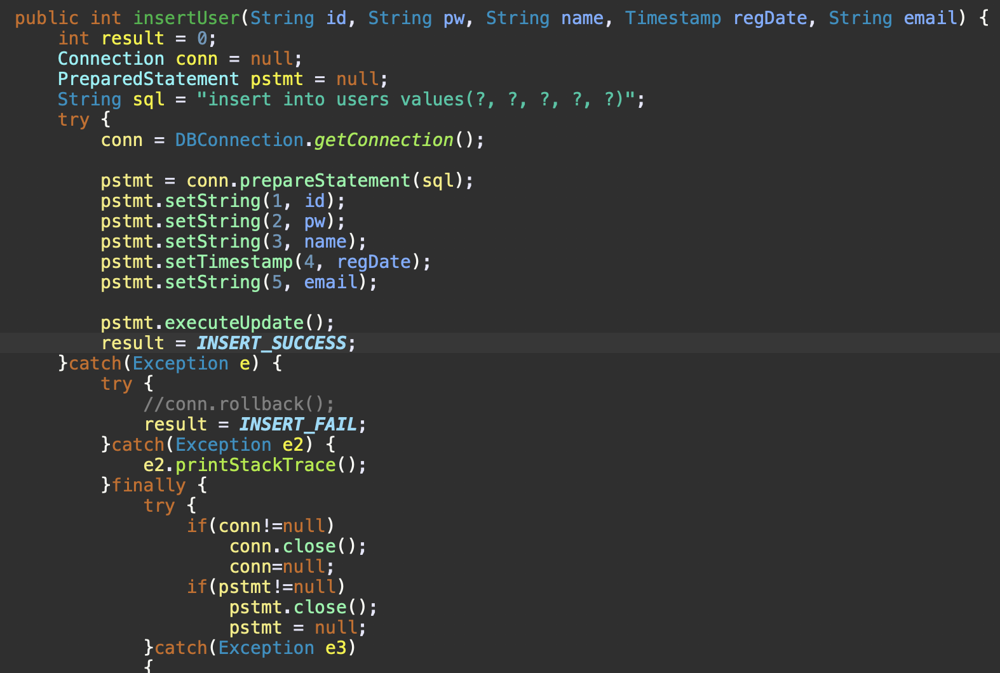 public int insertUser(String id, String pw, String name, Timestamp regDate, String email) {
    int result = 0;
    Connection conn = null;
    PreparedStatement pstmt = null;
    String sql = "insert into users values(?, ?, ?, ?, ?)";
    try {
        conn = DBConnection.getConnection();

        pstmt = conn.prepareStatement(sql);
        pstmt.setString(1, id);
        pstmt.setString(2, pw);
        pstmt.setString(3, name);
        pstmt.setTimestamp(4, regDate);
        pstmt.setString(5, email);

        pstmt.executeUpdate();
        result = INSERT_SUCCESS;
    }catch(Exception e) {
        try {
            //conn.rollback();
            result = INSERT_FAIL;
        }catch(Exception e2) {
            e2.printStackTrace();
        }finally {
            try {
                if(conn!=null)
                    conn.close();
                    conn=null;
                if(pstmt!=null)
                    pstmt.close();
                    pstmt = null;
            }catch(Exception e3)
            {